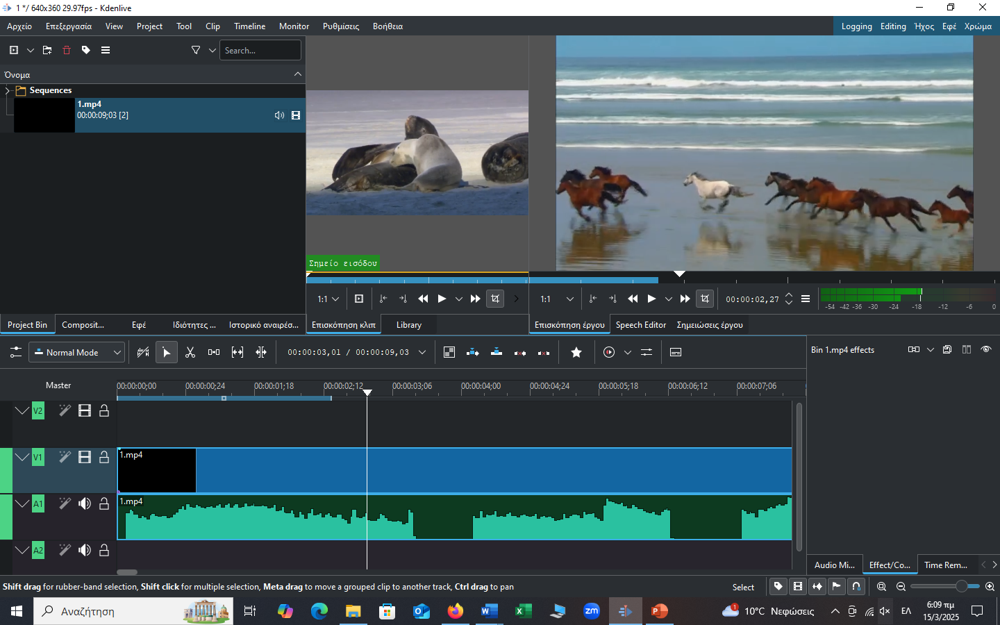 1 */ 640x360 29.97fps - Kdenlive
Αρχείο Επεξεργασία View Project Tool Clip Timeline Monitor Ρυθμίσεις Βοήθεια
Logging Editing Ήχος Εφέ Χρώμα
Search...
Όνομα
Sequences
1.mp4
00:00:09;03 [2]
Σημείο εισόδου
1:1
1:1
00:00:02,27
-54 -42 -36 -30 -24 -18 -12 -6 0
Project Bin Composit... Εφέ Ιδιότητες ... Ιστορικό αναιρέσ... Επισκόπηση κλιπ Library Επισκόπηση έργου Speech Editor Σημειώσεις έργου
Normal Mode
00:00:03,01 / 00:00:09,03
Bin 1.mp4 effects
Master
00:00:00;00 00:00:00;24 00:00:01;18 00:00:02;12 00:00:03;06 00:00:04;00 00:00:04;24 00:00:05;18 00:00:06;12 00:00:07;06
V2
V1
1.mp4
A1
1.mp4
A2
Audio Mi... Effect/Co... Time Rem...
Shift drag for rubber-band selection, Shift click for multiple selection, Meta drag to move a grouped clip to another track, Ctrl drag to pan
Select
Αναζήτηση
zm
W
X
P
1
10°C Νεφώσεις
ΕΛ
6:09 πμ
15/3/2025